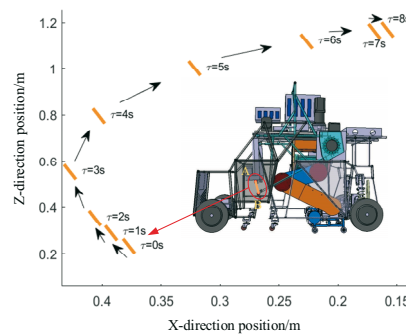 1.2
1
0.8
0.6
0.4
0.2
Z-direction position/m
τ=8s
τ=7s
τ=6s
τ=5s
τ=4s
τ=3s
τ=2s
τ=1s
τ=0s
A
0.4
0.35
0.3
0.25
0.2
0.15
X-direction position/m